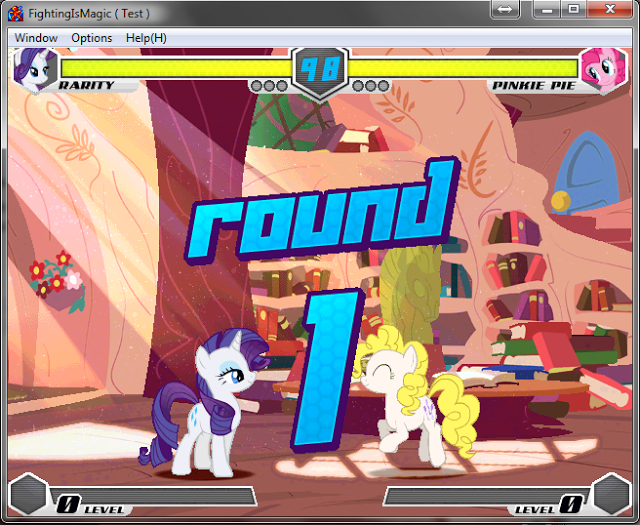 FightingIsMagic ( Test )
Window Options Help(H)
98
RARITY
PINKIE PIE
round
1
0 LEVEL
LEVEL 0